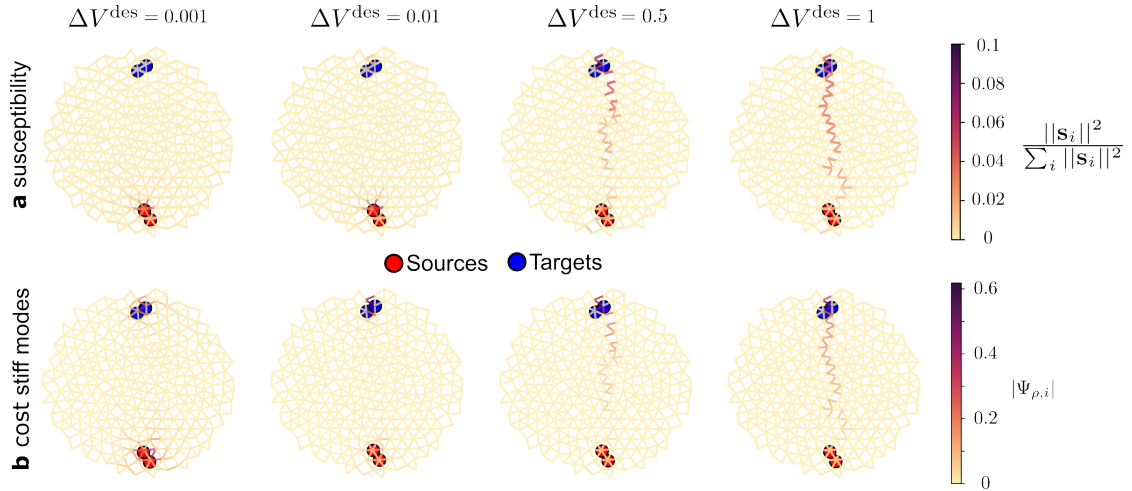 ΔV^des = 0.001
ΔV^des = 0.01
ΔV^des = 0.5
ΔV^des = 1
a susceptibility
0.1
0.08
0.06
0.04
0.02
0
||s_i||² / ∑_i ||s_i||²
Sources
Targets
b cost stiff modes
0.6
0.4
0.2
0
|Ψ_ρ,i|